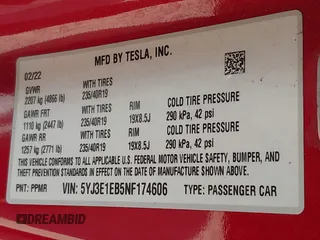 MFD BY TESLA, INC.
02/22
GVWR WITH TIRES
2207 kg (4866 lb) 235/40R19
GAWR FRT WITH TIRES RIM COLD TIRE PRESSURE
1110 kg (2447 lb) 235/40R19 19X8.5J 290 kPa, 42 psi
GAWR RR WITH TIRES RIM COLD TIRE PRESSURE
1257 kg (2771 lb) 235/40R19 19X8.5J 290 kPa, 42 psi
THIS VEHICLE CONFORMS TO ALL APPLICABLE U.S. FEDERAL MOTOR VEHICLE SAFETY, BUMPER, AND
THEFT PREVENTION STANDARDS IN EFFECT ON THE DATE OF MANUFACTURE SHOWN ABOVE.
PNT: PPMR VIN: 5YJ3E1EB5NF174606 TYPE: PASSENGER CAR
DREAMBID